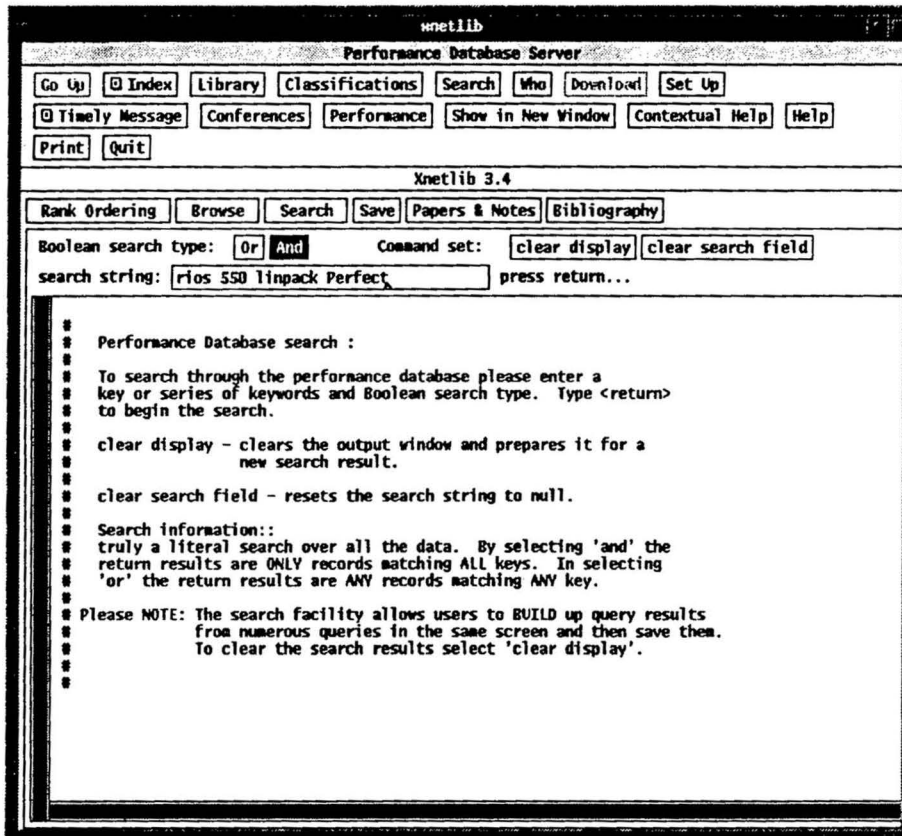 xnetlib
Performance Database Server
Go Up Index Library Classifications Search Who Download Set Up
Timely Message Conferences Performance Show in New Window Contextual Help Help
Print Quit
Xnetlib 3.4
Rank Ordering Browse Search Save Papers & Notes Bibliography
Boolean search type: Or And Command set: clear display clear search field
search string: rios 550 linpack Perfect press return...
#
# Performance Database search :
#
# To search through the performance database please enter a
# key or series of keywords and Boolean search type. Type <return>
# to begin the search.
#
# clear display - clears the output window and prepares it for a
# new search result.
#
# clear search field - resets the search string to null.
#
# Search information::
# truly a literal search over all the data. By selecting 'and' the
# return results are ONLY records matching ALL keys. In selecting
# 'or' the return results are ANY records matching ANY key.
#
# Please NOTE: The search facility allows users to BUILD up query results
# from numerous queries in the same screen and then save them.
# To clear the search results select 'clear display'.
#
#